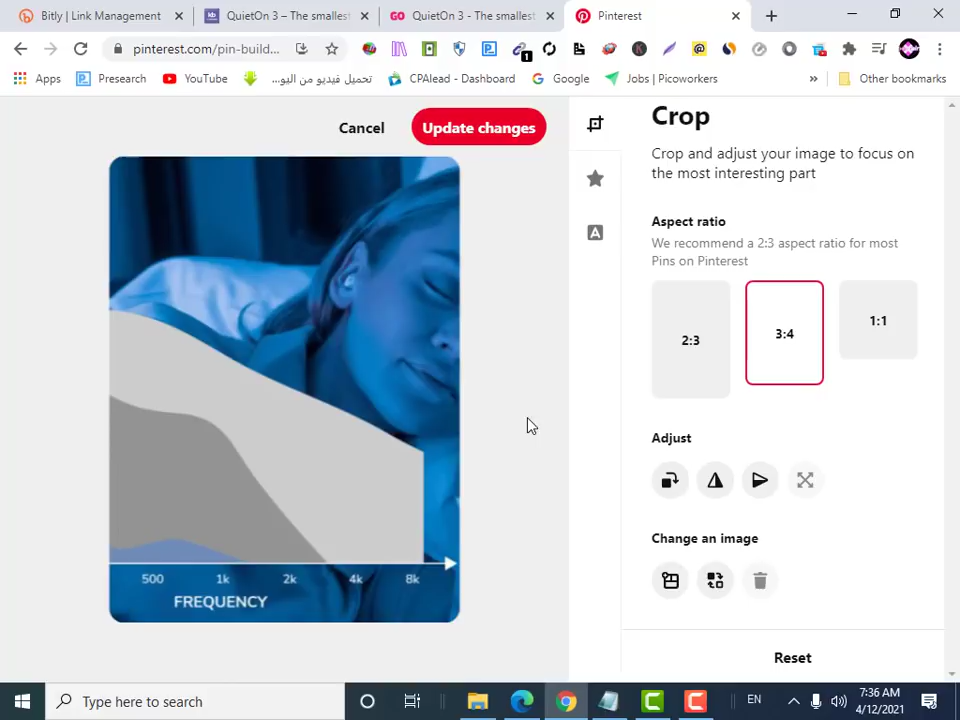 Bitly | Link Management
QuietOn 3 – The smallest
GO QuietOn 3 - The smallest
Pinterest
pinterest.com/pin-build...
1
Apps
Presearch
YouTube
تحميل فيديو من اليو...
CPAlead - Dashboard
Google
Jobs | Picoworkers
»
Other bookmarks
Cancel
Update changes
Crop
Crop and adjust your image to focus on
the most interesting part
Aspect ratio
We recommend a 2:3 aspect ratio for most
Pins on Pinterest
2:3
3:4
1:1
Adjust
Change an image
Reset
500 1k 2k 4k 8k
FREQUENCY
Type here to search
EN
7:36 AM
4/12/2021